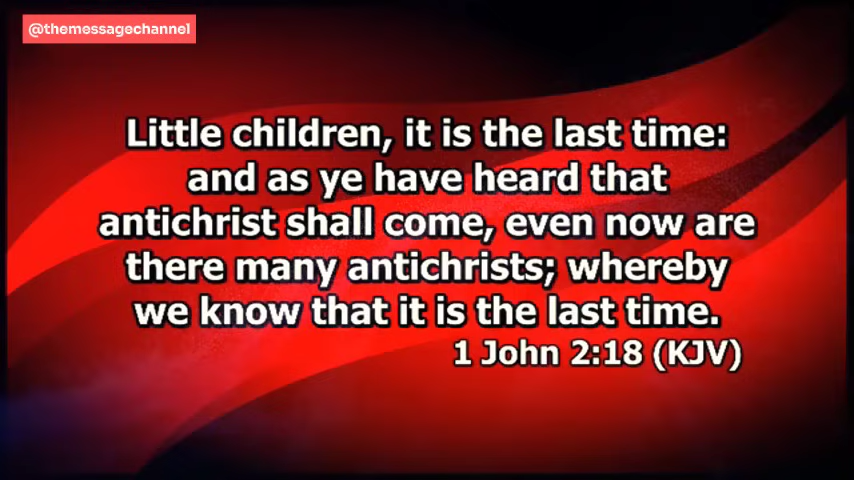 @themessagechannel
Little children, it is the last time:
and as ye have heard that
antichrist shall come, even now are
there many antichrists; whereby
we know that it is the last time.
1 John 2:18 (KJV)